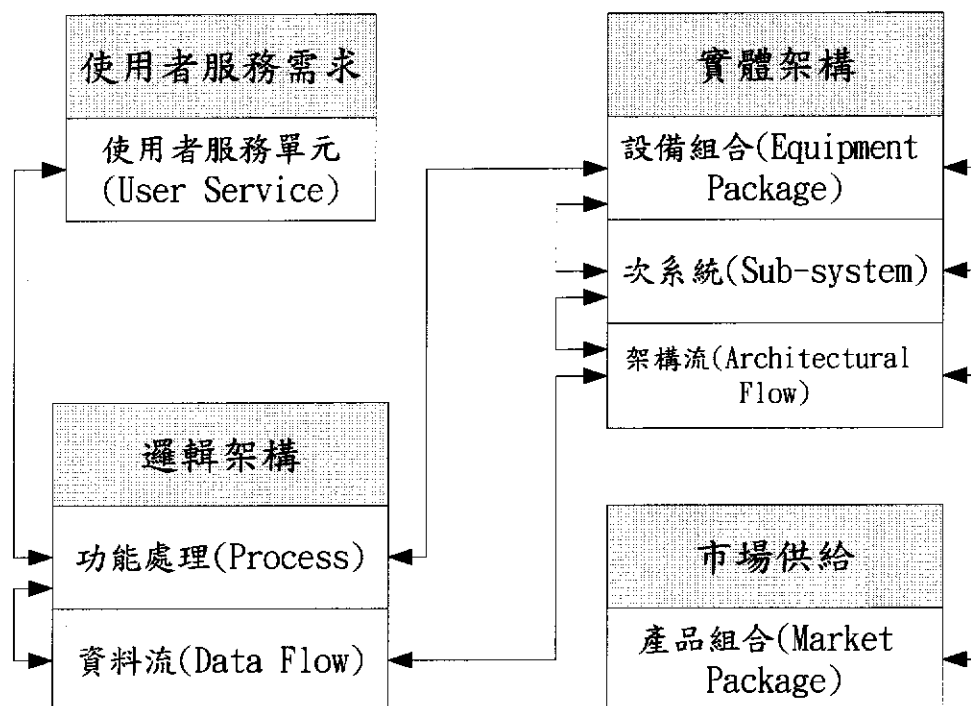 使用者服務需求
使用者服務單元
(User Service)
實體架構
設備組合(Equipment
Package)
次系統(Sub-system)
架構流(Architectural
Flow)
邏輯架構
功能處理(Process)
資料流(Data Flow)
市場供給
產品組合(Market
Package)